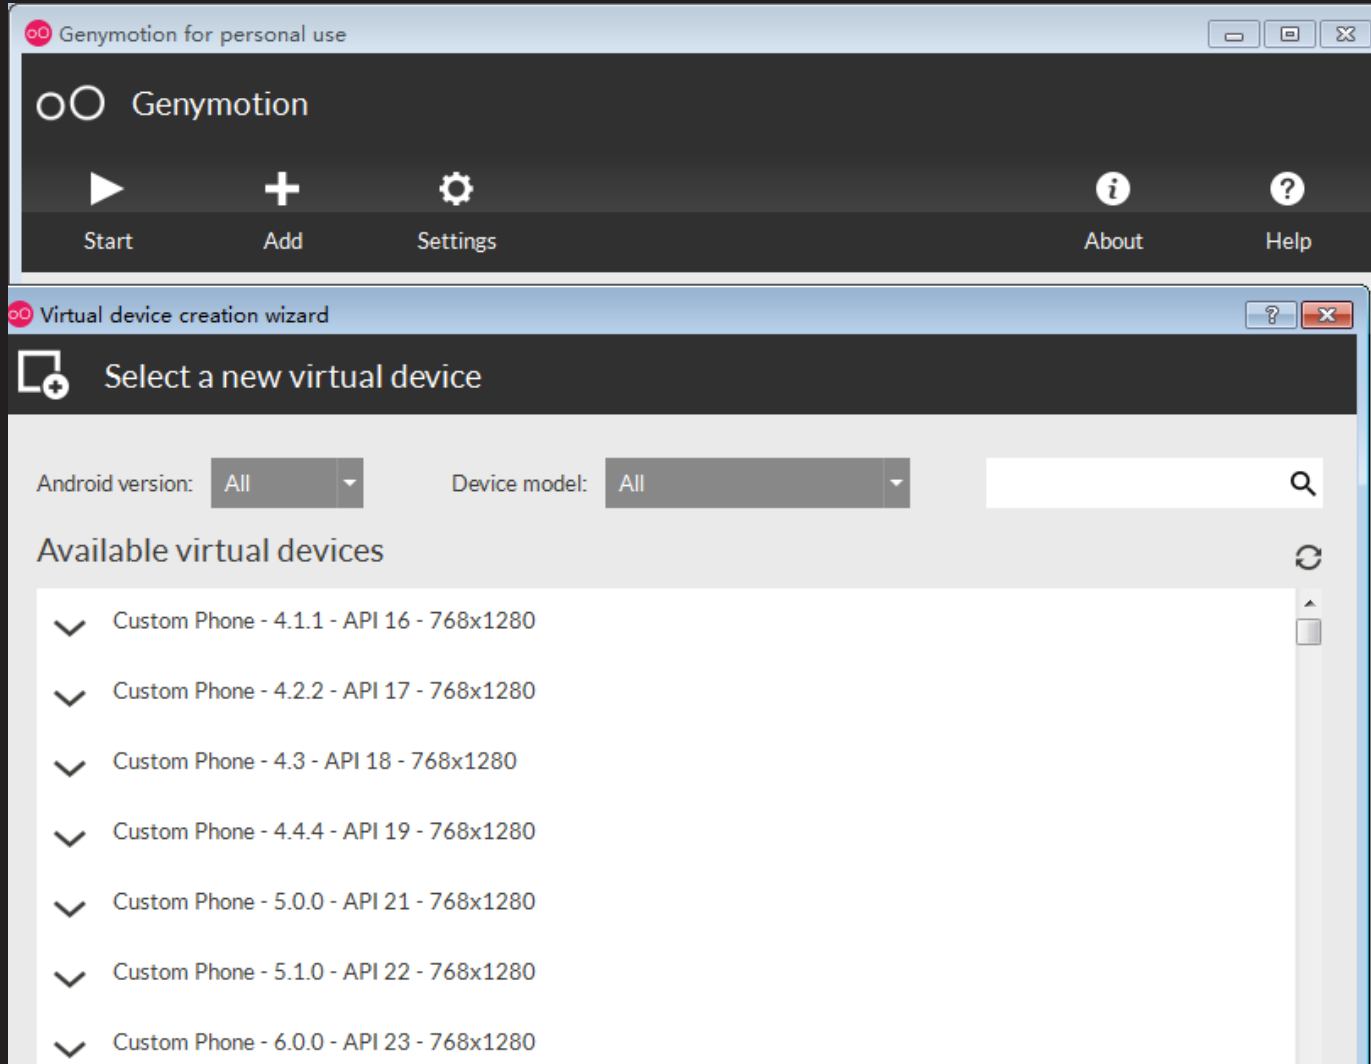 Genymotion for personal use
Genymotion
Start Add Settings About Help
Virtual device creation wizard
Select a new virtual device
Android version: All Device model: All
Available virtual devices
Custom Phone - 4.1.1 - API 16 - 768x1280
Custom Phone - 4.2.2 - API 17 - 768x1280
Custom Phone - 4.3 - API 18 - 768x1280
Custom Phone - 4.4.4 - API 19 - 768x1280
Custom Phone - 5.0.0 - API 21 - 768x1280
Custom Phone - 5.1.0 - API 22 - 768x1280
Custom Phone - 6.0.0 - API 23 - 768x1280